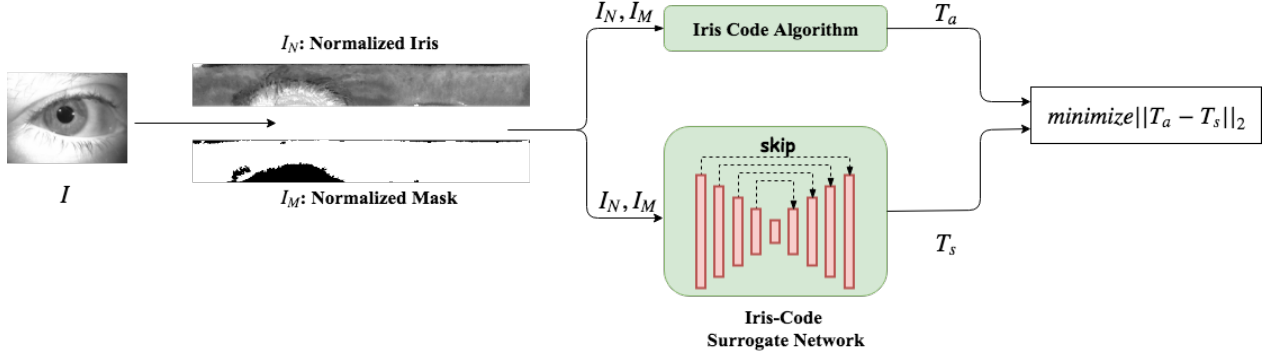 I
I_N: Normalized Iris
I_M: Normalized Mask
I_N, I_M
Iris Code Algorithm
T_a
I_N, I_M
skip
Iris-Code
Surrogate Network
T_s
minimize||T_a − T_s||_2